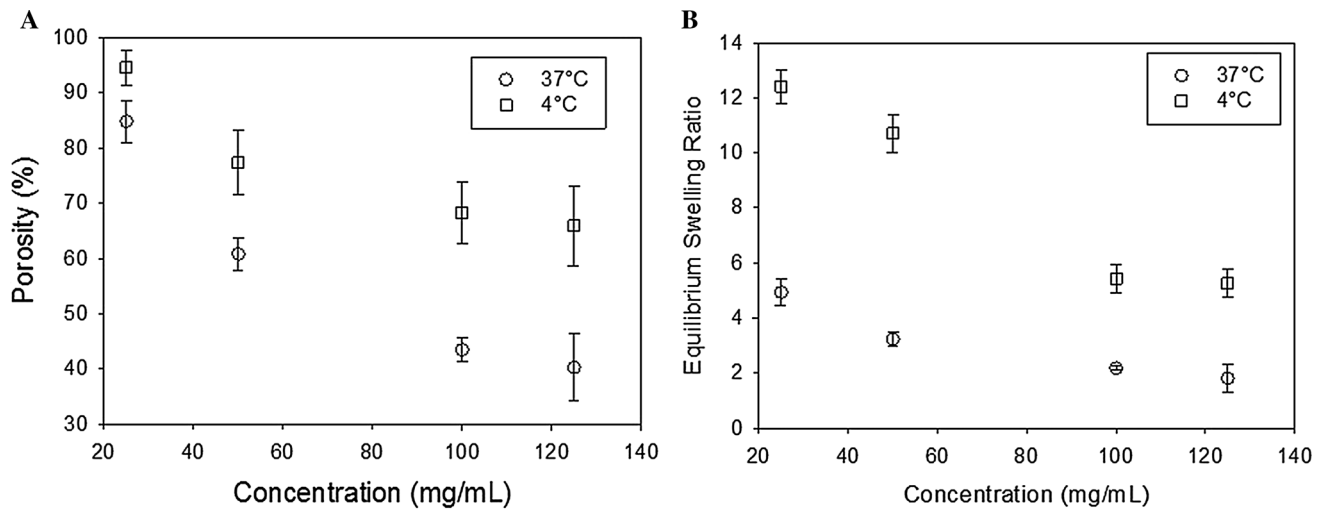 A
100
90
80
70
60
50
40
30
20 40 60 80 100 120 140
Porosity (%)
Concentration (mg/mL)
37°C
4°C
B
14
12
10
8
6
4
2
0
20 40 60 80 100 120 140
Equilibrium Swelling Ratio
Concentration (mg/mL)
37°C
4°C